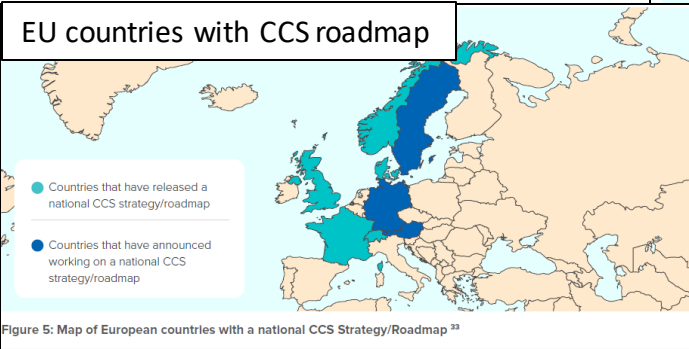 EU countries with CCS roadmap
Countries that have released a
national CCS strategy/roadmap
Countries that have announced
working on a national CCS
strategy/roadmap
Figure 5: Map of European countries with a national CCS Strategy/Roadmap 33